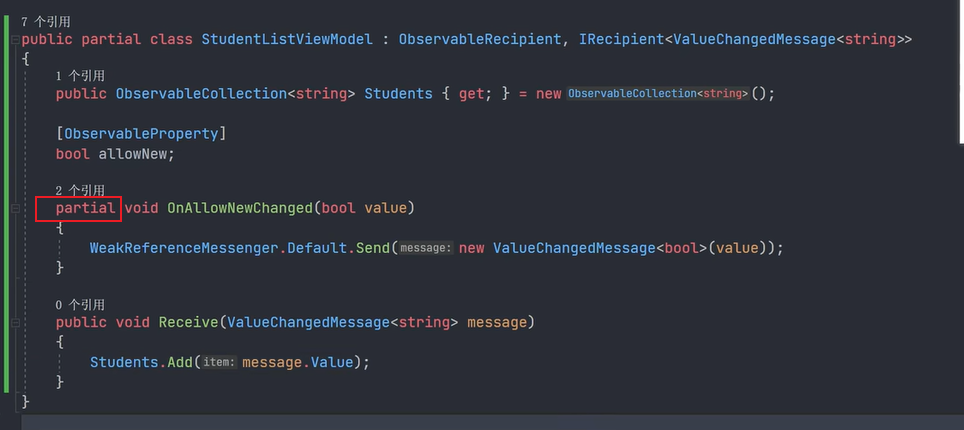 7 个引用
public partial class StudentListViewModel : ObservableRecipient, IRecipient<ValueChangedMessage<string>>
{
1 个引用
public ObservableCollection<string> Students { get; } = new ObservableCollection<string>();
[ObservableProperty]
bool allowNew;
2 个引用
partial void OnAllowNewChanged(bool value)
{
WeakReferenceMessenger.Default.Send(message: new ValueChangedMessage<bool>(value));
}
0 个引用
public void Receive(ValueChangedMessage<string> message)
{
Students.Add(item: message.Value);
}
}